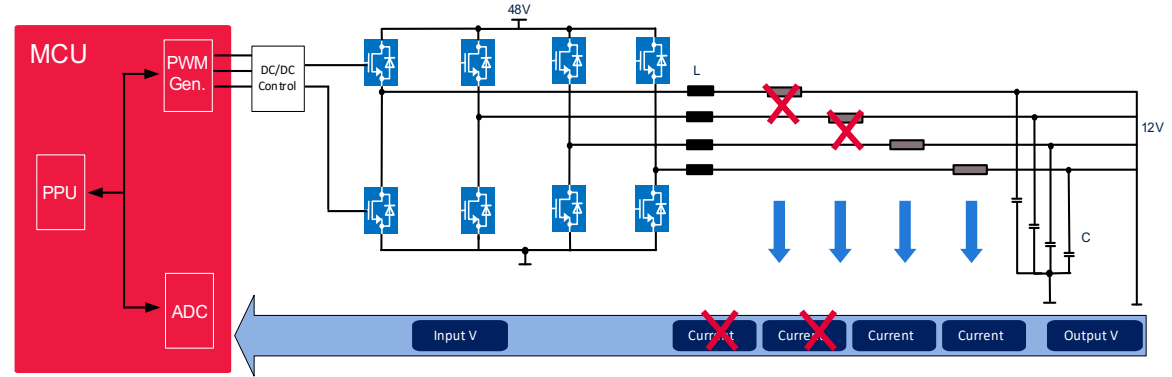 48V
MCU
PWM
Gen.
DC/DC
Control
L
12V
PPU
C
ADC
Input V
Current
Current
Current
Current
Output V